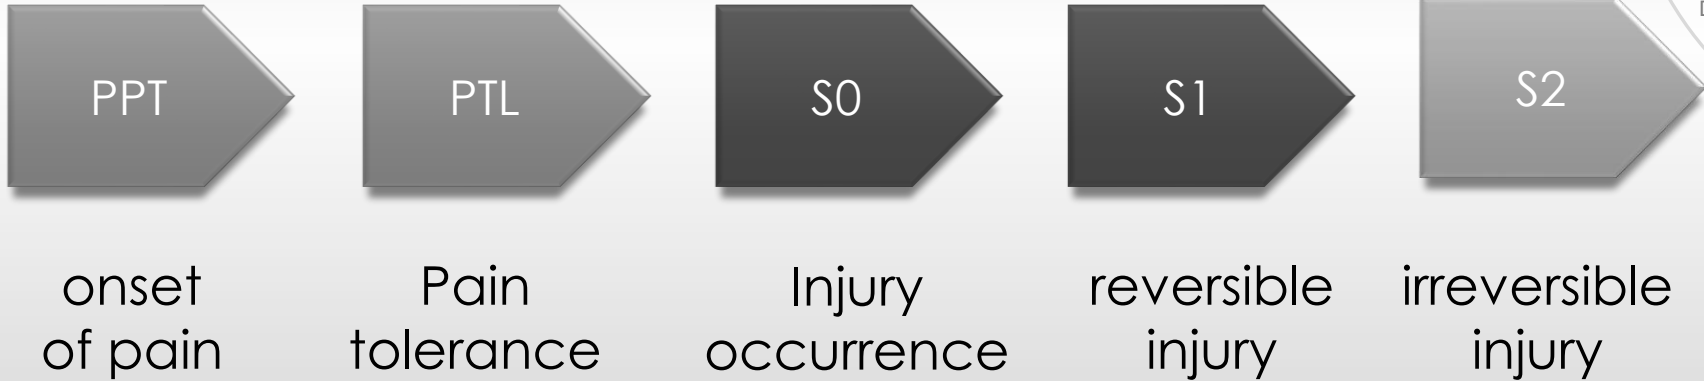 PPT
PTL
S0
S1
S2
onset
of pain
Pain
tolerance
Injury
occurrence
reversible
injury
irreversible
injury